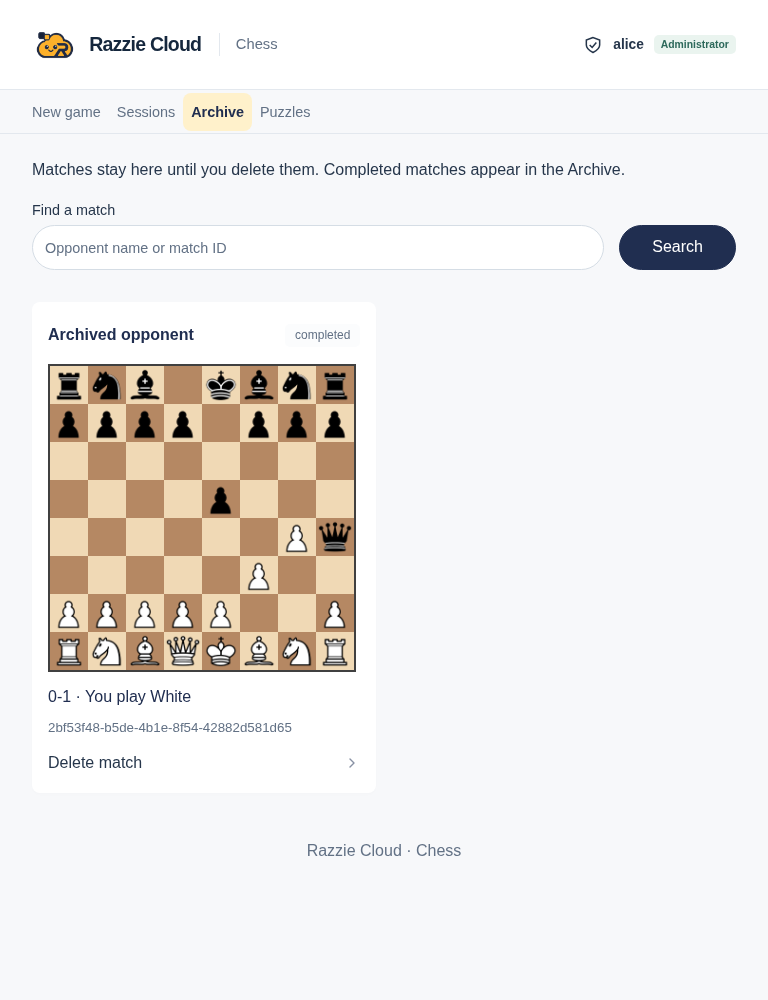 Razzie Cloud
Chess
alice
Administrator
New game
Sessions
Archive
Puzzles
Matches stay here until you delete them. Completed matches appear in the Archive.
Find a match
Opponent name or match ID
Search
Archived opponent
completed
0-1 · You play White
2bf53f48-b5de-4b1e-8f54-42882d581d65
Delete match
Razzie Cloud · Chess